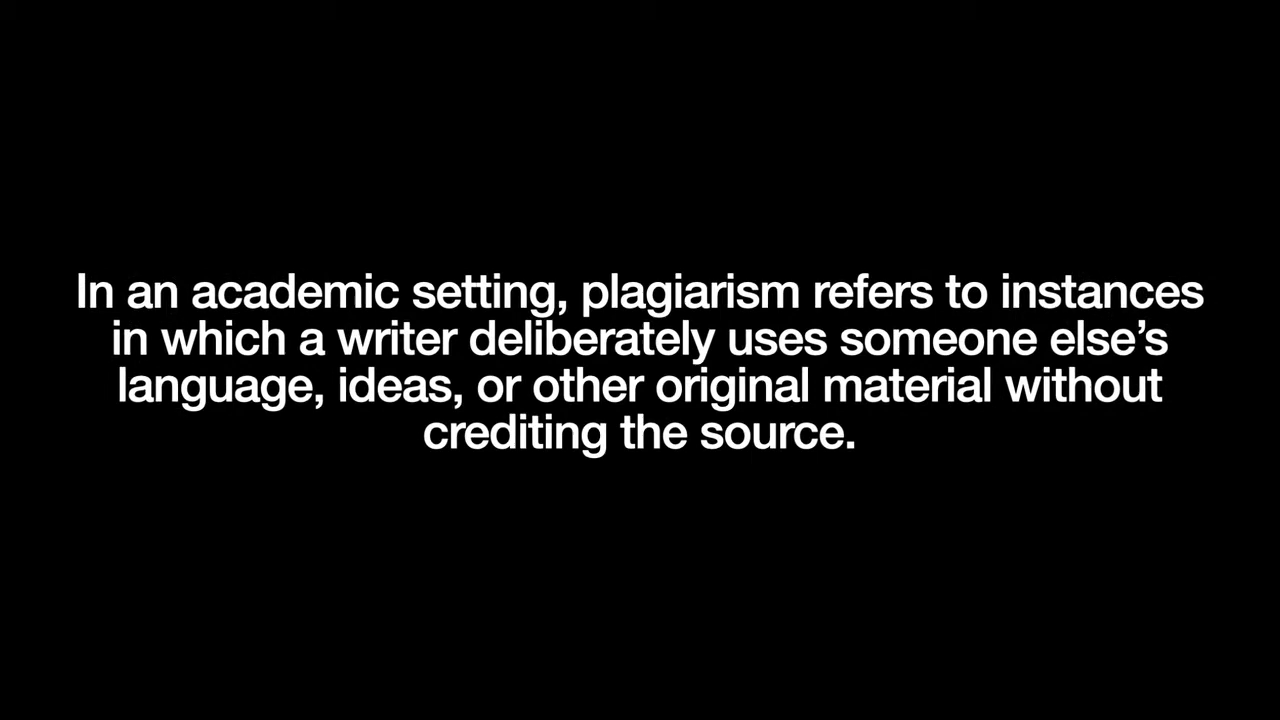 In an academic setting, plagiarism refers to instances
in which a writer deliberately uses someone else’s
language, ideas, or other original material without
crediting the source.